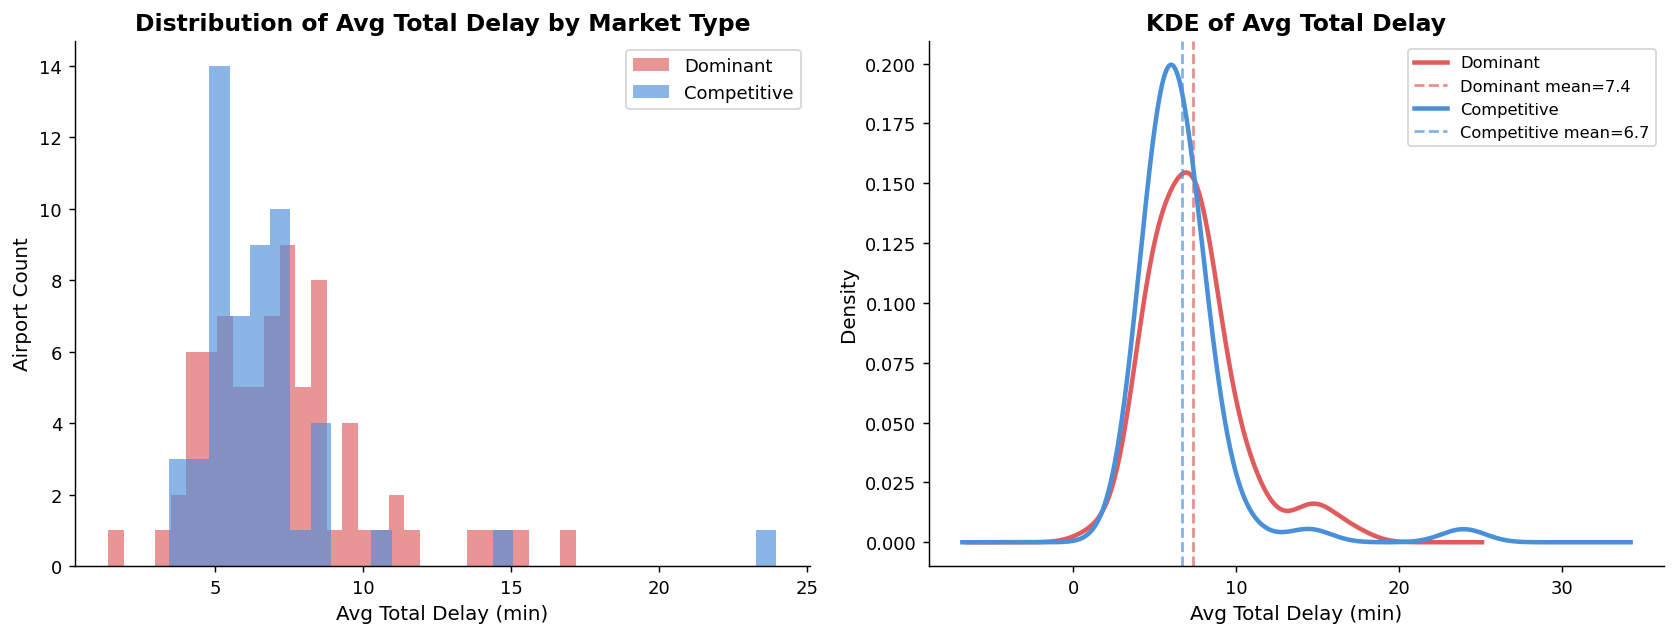 Distribution of Avg Total Delay by Market Type
Dominant
Competitive
14
12
10
8
6
4
2
0
Airport Count
5
10
15
20
25
Avg Total Delay (min)
KDE of Avg Total Delay
Dominant
Dominant mean=7.4
Competitive
Competitive mean=6.7
0.200
0.175
0.150
0.125
0.100
0.075
0.050
0.025
0.000
Density
0
10
20
30
Avg Total Delay (min)